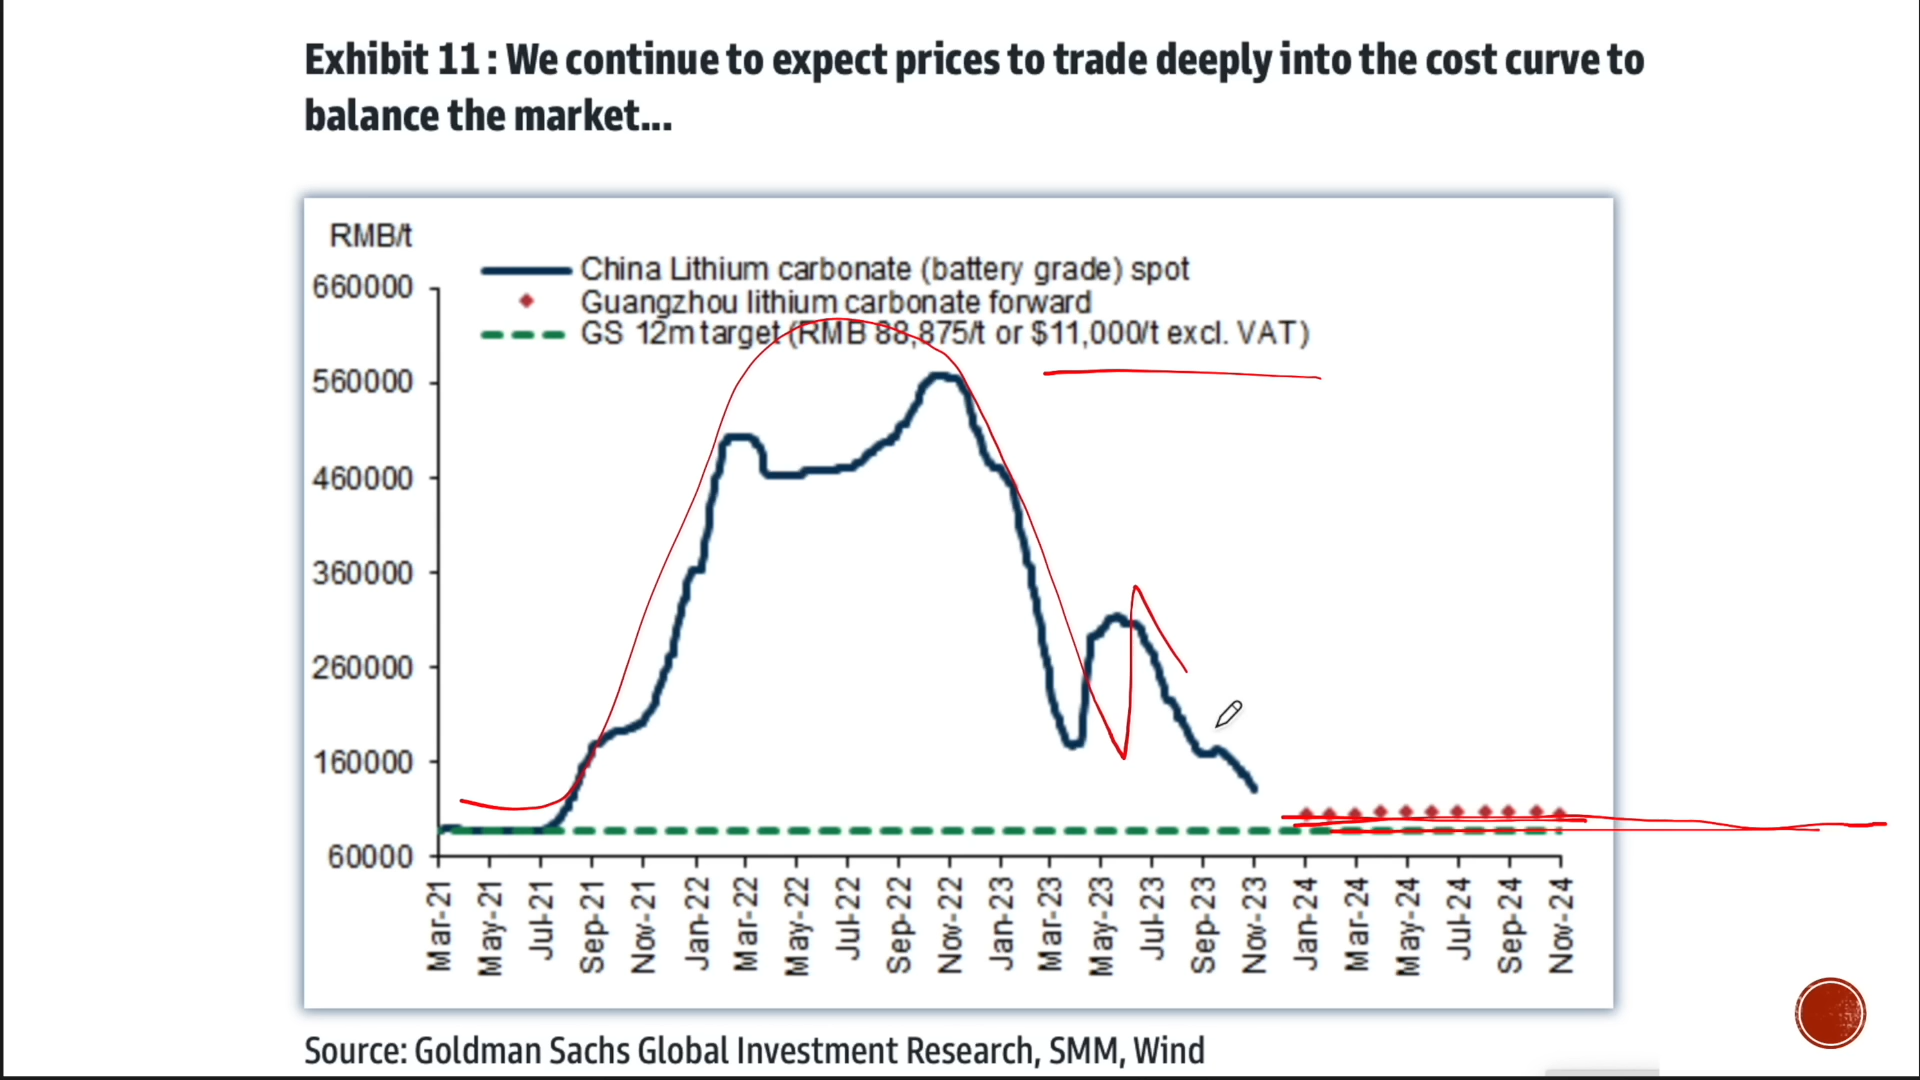 Exhibit 11 : We continue to expect prices to trade deeply into the cost curve to
balance the market...
RMB/t
China Lithium carbonate (battery grade) spot
Guangzhou lithium carbonate forward
GS 12m target (RMB 88,875/t or $11,000/t excl. VAT)
660000
560000
460000
360000
260000
160000
60000
Mar-21
May-21
Jul-21
Sep-21
Nov-21
Jan-22
Mar-22
May-22
Jul-22
Sep-22
Nov-22
Jan-23
Mar-23
May-23
Jul-23
Sep-23
Nov-23
Jan-24
Mar-24
May-24
Jul-24
Sep-24
Nov-24
Source: Goldman Sachs Global Investment Research, SMM, Wind